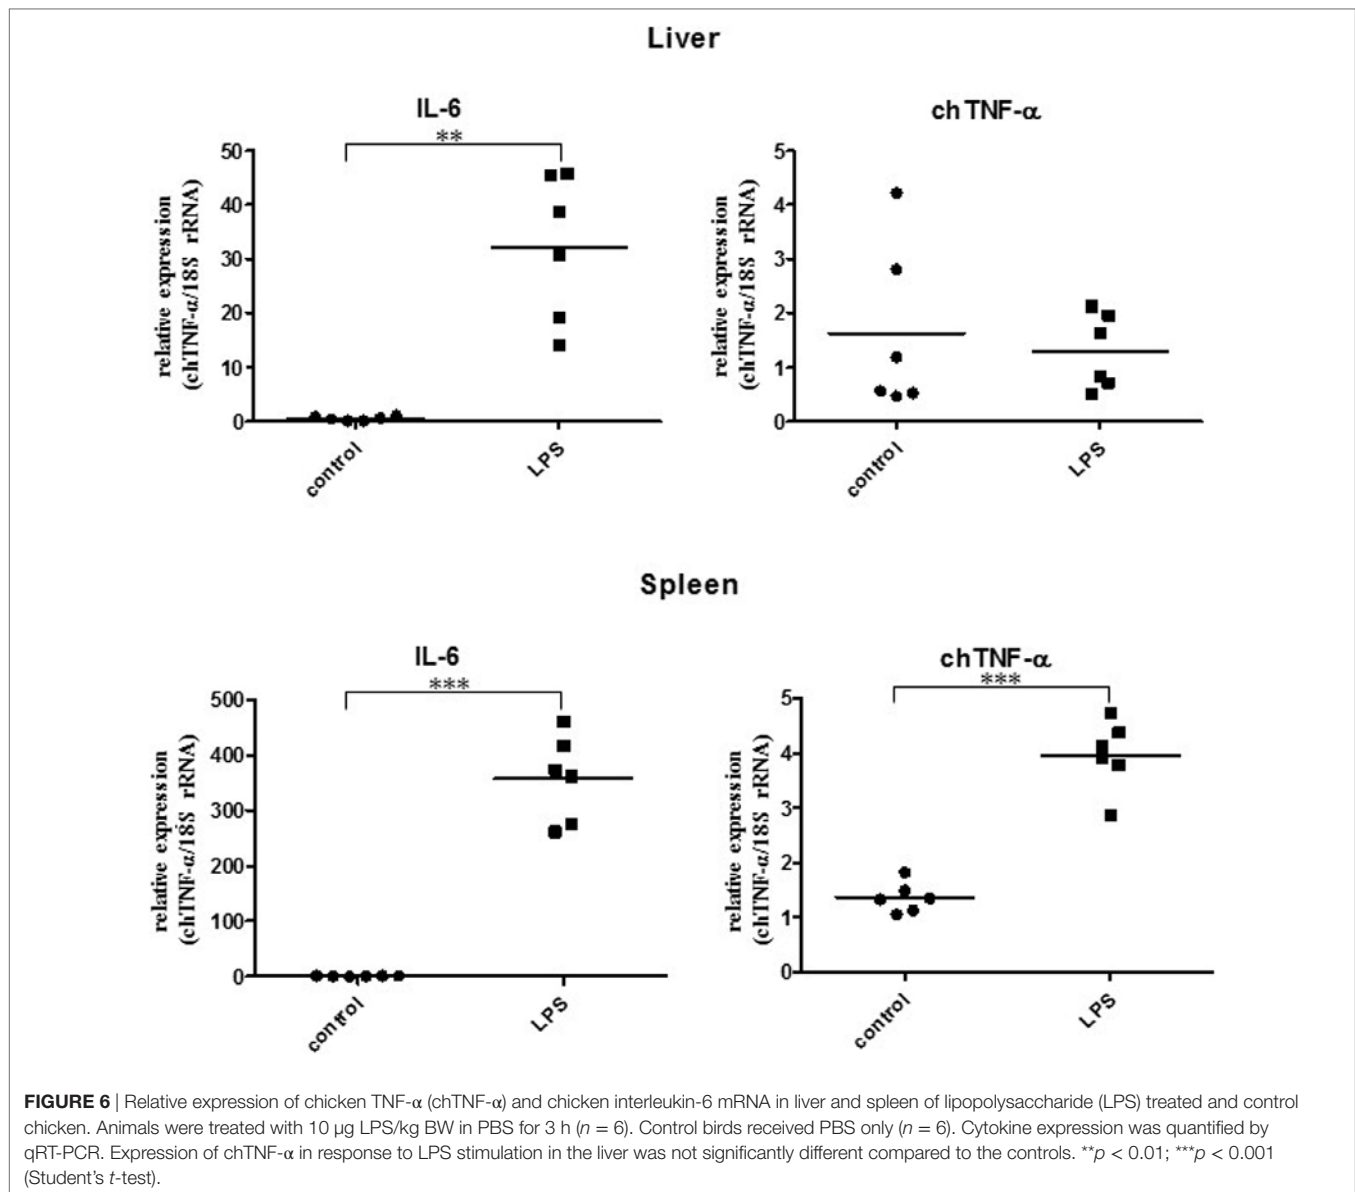 Liver
IL-6
**
50
40
30
20
10
0
relative expression
(chTNF-α/18S rRNA)
control
LPS
ch TNF-α
5
4
3
2
1
0
relative expression
(chTNF-α/18S rRNA)
control
LPS
Spleen
IL-6
***
500
400
300
200
100
0
relative expression
(chTNF-α/18S rRNA)
control
LPS
chTNF-α
***
5
4
3
2
1
0
relative expression
(chTNF-α/18S rRNA)
control
LPS
FIGURE 6 | Relative expression of chicken TNF-α (chTNF-α) and chicken interleukin-6 mRNA in liver and spleen of lipopolysaccharide (LPS) treated and control
chicken. Animals were treated with 10 µg LPS/kg BW in PBS for 3 h (n = 6). Control birds received PBS only (n = 6). Cytokine expression was quantified by
qRT-PCR. Expression of chTNF-α in response to LPS stimulation in the liver was not significantly different compared to the controls. **p < 0.01; ***p < 0.001
(Student's t-test).